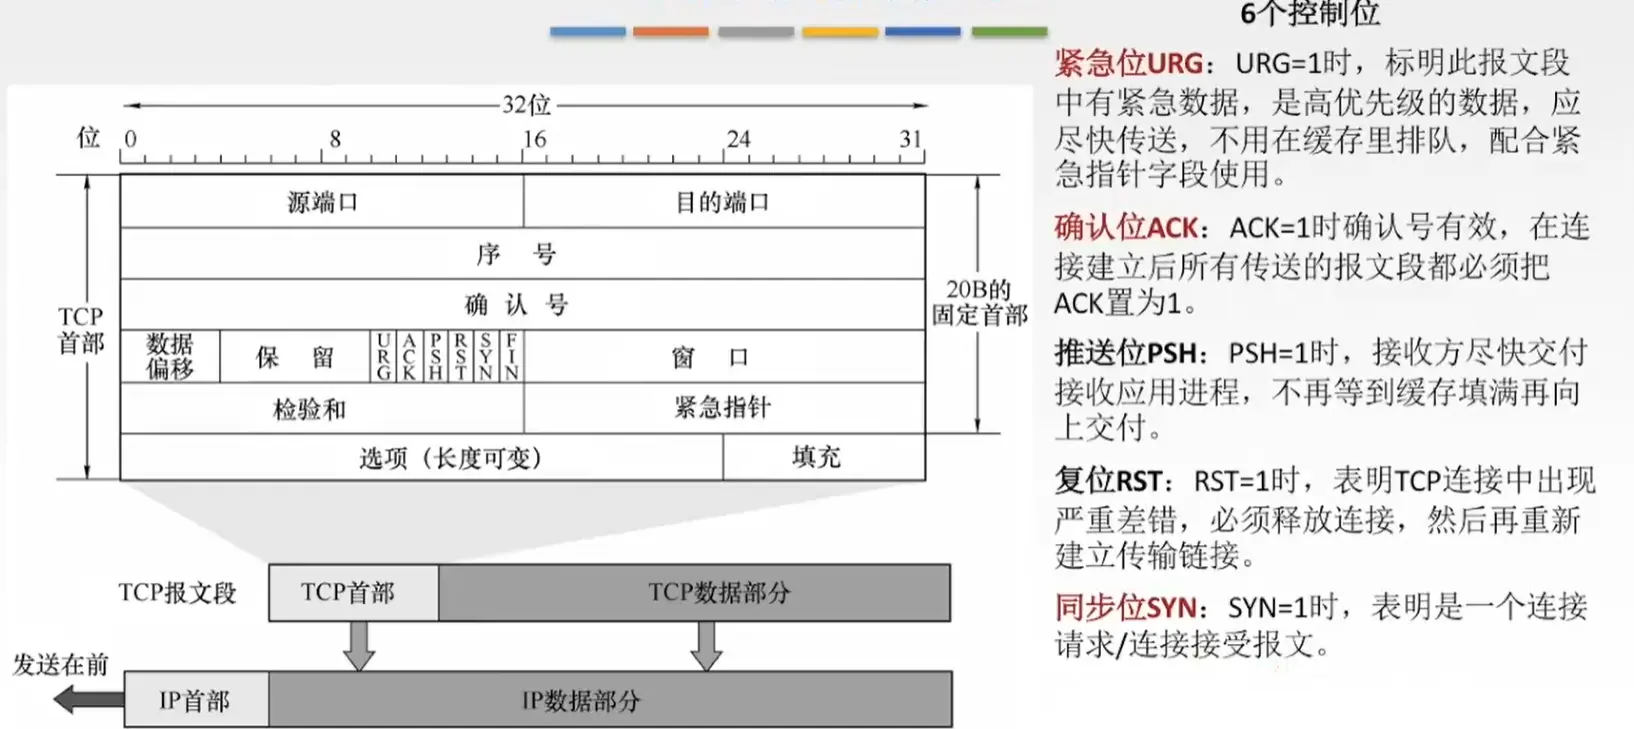 6个控制位
紧急位URG：URG=1时，标明此报文段
中有紧急数据，是高优先级的数据，应
尽快传送，不用在缓存里排队，配合紧
急指针字段使用。
确认位ACK：ACK=1时确认号有效，在连
接建立后所有传送的报文段都必须把
ACK置为1。
推送位PSH：PSH=1时，接收方尽快交付
接收应用进程，不再等到缓存填满再向
上交付。
复位RST：RST=1时，表明TCP连接中出现
严重差错，必须释放连接，然后再重新
建立传输链接。
同步位SYN：SYN=1时，表明是一个连接
请求/连接接受报文。
32位
位 0 8 16 24 31
源端口 目的端口
序 号
确 认 号
TCP
首部
20B的
固定首部
数据
偏移
保 留
URG ACK PSH RST SYN FIN
窗 口
检验和 紧急指针
选项（长度可变） 填充
TCP报文段 TCP首部 TCP数据部分
发送在前
IP首部 IP数据部分